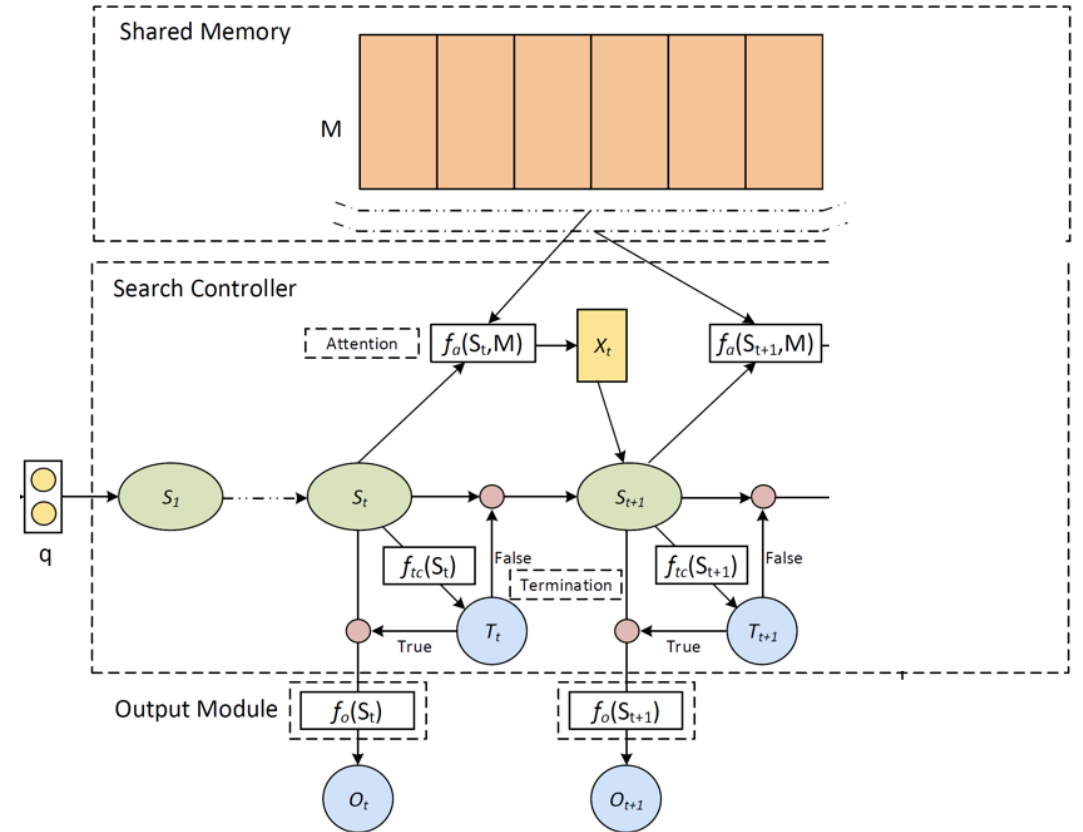 Shared Memory
M
Search Controller
Attention
fa(St,M)
Xt
fa(St+1,M)
q
S1
St
St+1
ftc(St)
False
Termination
ftc(St+1)
False
Tt
True
Tt+1
True
Output Module
fo(St)
fo(St+1)
Ot
Ot+1